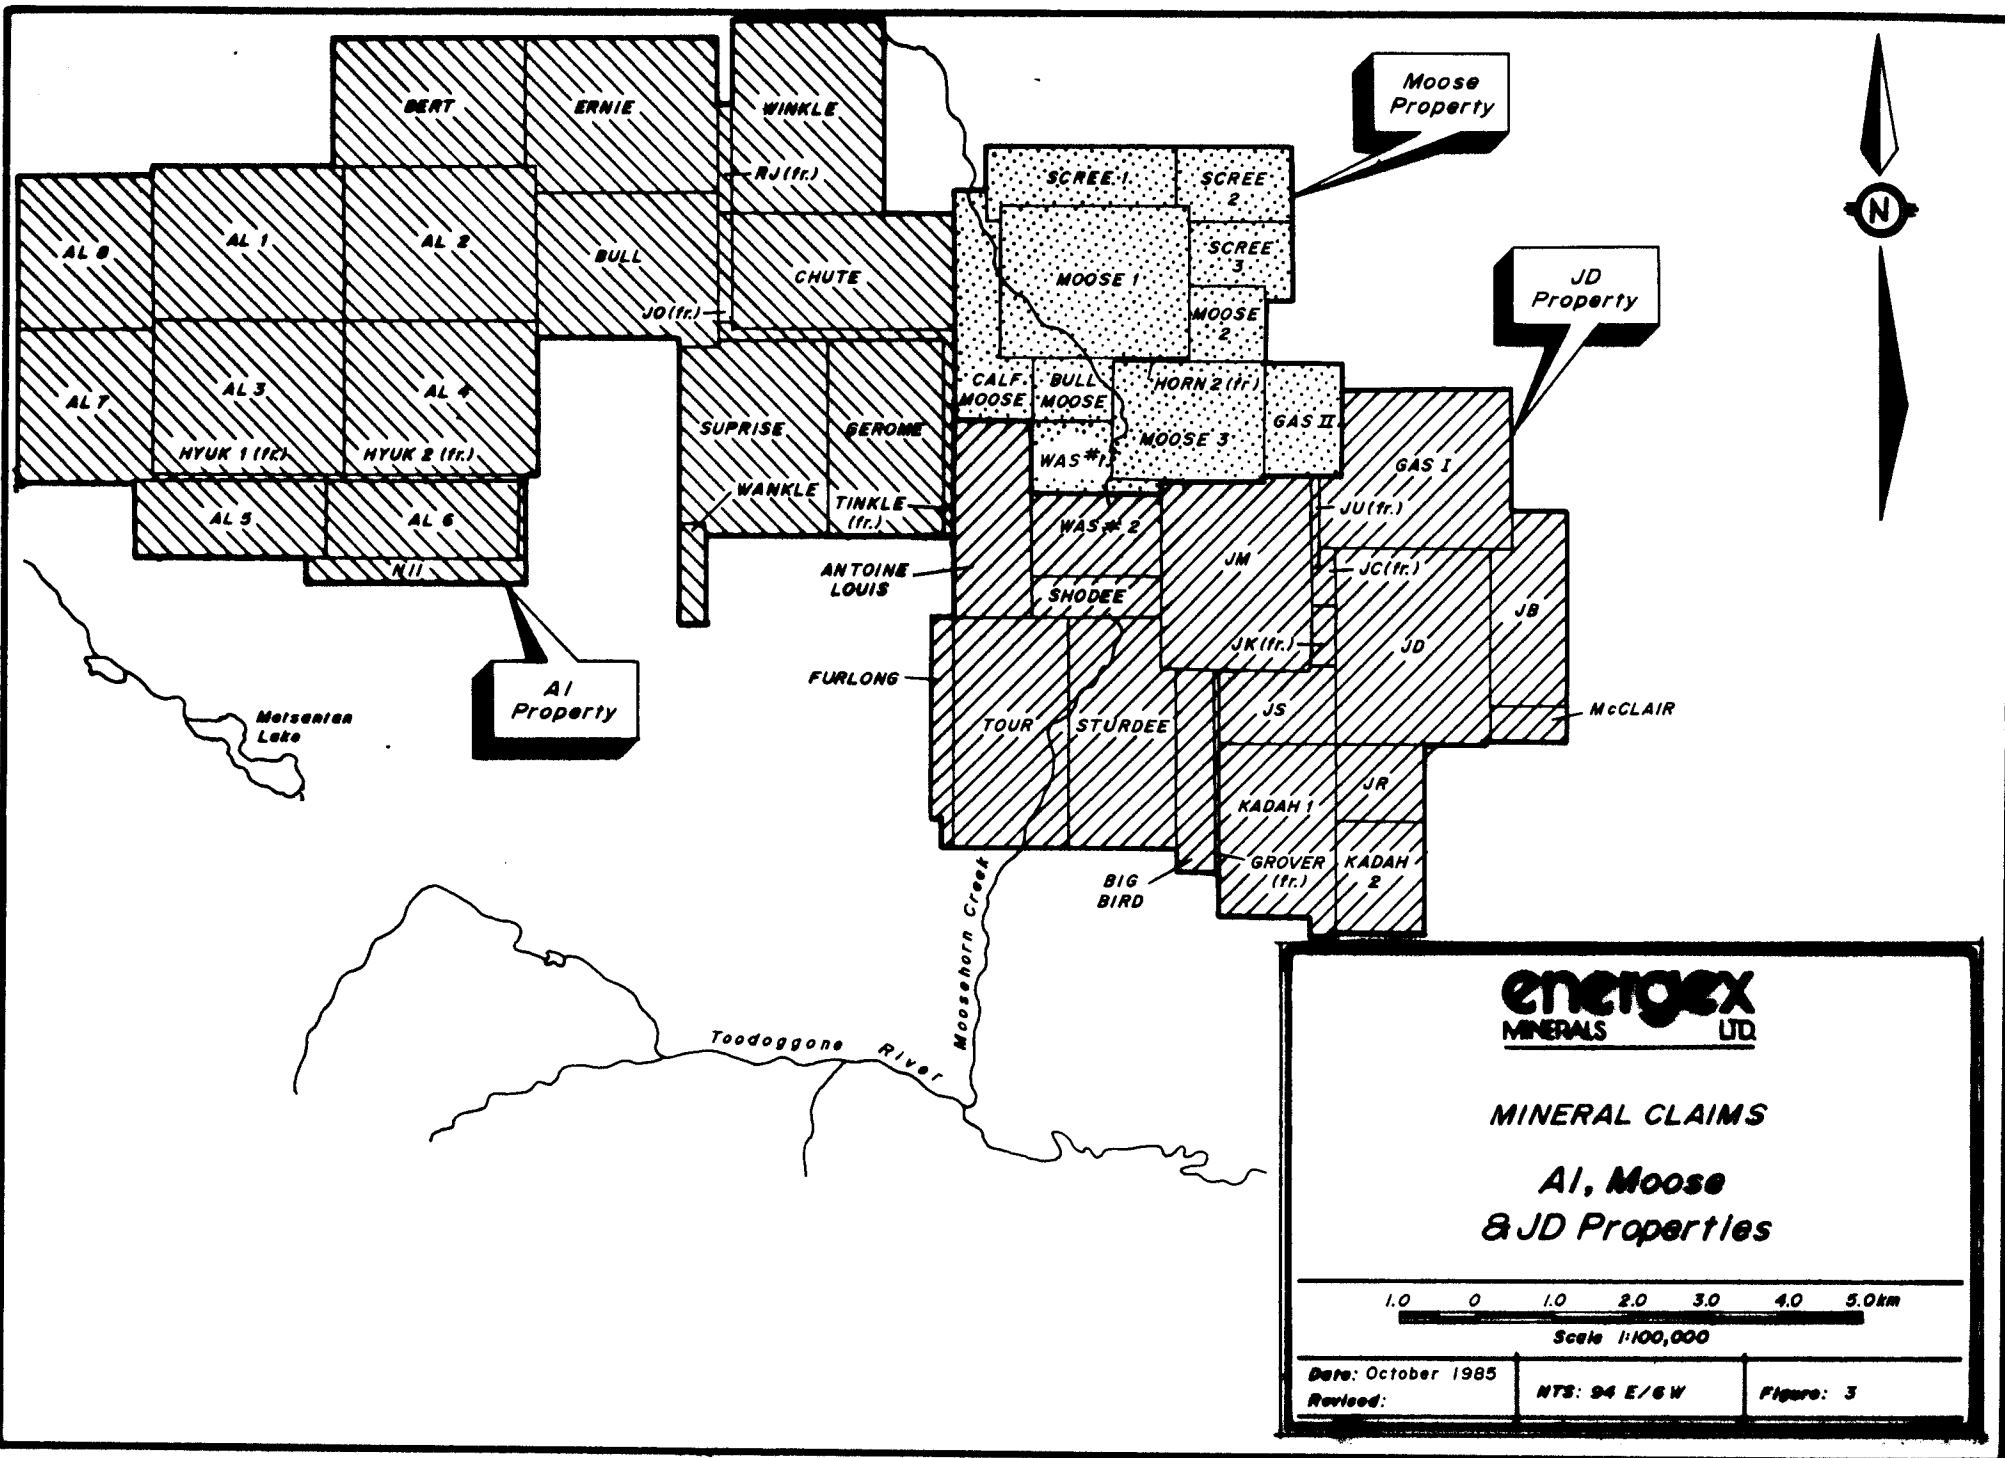 BERT
ERNIE
WINKLE
RJ (fr.)
AL 8
AL 1
AL 2
BULL
CHUTE
JO (fr.)
AL 7
AL 3
AL 4
HYUK 1 (fr.)
HYUK 2 (fr.)
AL 5
AL 6
N II
SUPRISE
GEROME
WANKLE
TINKLE
(fr.)
Al
Property
Moose
Property
SCREE 1
SCREE
2
SCREE
3
MOOSE 1
MOOSE
2
CALF
MOOSE
BULL
MOOSE
HORN 2 (fr)
MOOSE 3
GAS II
WAS #1
JD
Property
GAS I
JU (fr.)
WAS # 2
JM
JC (fr.)
ANTOINE
LOUIS
SHODEE
JB
JK (fr.)
JD
FURLONG
TOUR
STURDEE
JS
McCLAIR
KADAH 1
JR
GROVER
(fr.)
KADAH
2
BIG
BIRD
Metsantan
Lake
Moosehorn Creek
Toodoggone River
N
energex
MINERALS LTD.
MINERAL CLAIMS
Al, Moose
& JD Properties
1.0 0 1.0 2.0 3.0 4.0 5.0 km
Scale 1:100,000
Date: October 1985
Revised:
NTS: 94 E/6 W
Figure: 3